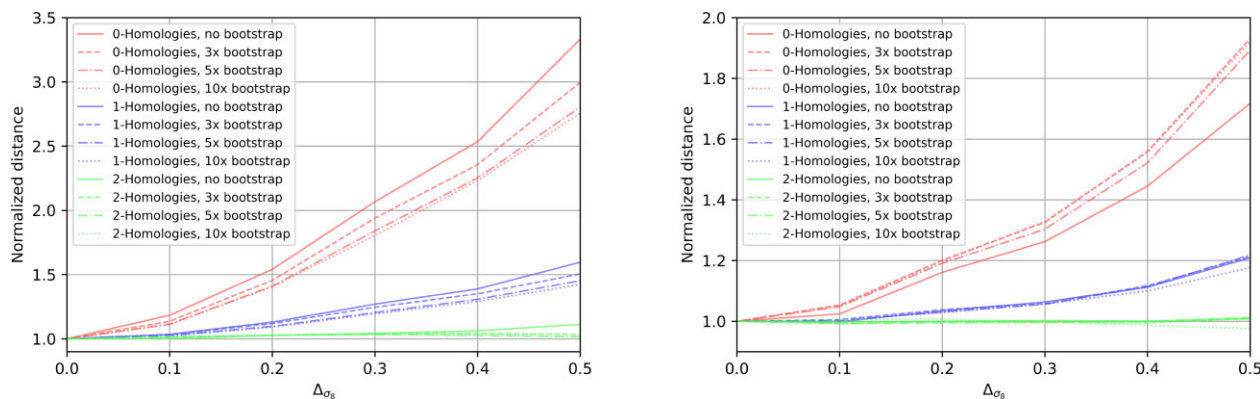 3.5
3.0
2.5
2.0
1.5
1.0
Normalized distance
0-Homologies, no bootstrap
0-Homologies, 3x bootstrap
0-Homologies, 5x bootstrap
0-Homologies, 10x bootstrap
1-Homologies, no bootstrap
1-Homologies, 3x bootstrap
1-Homologies, 5x bootstrap
1-Homologies, 10x bootstrap
2-Homologies, no bootstrap
2-Homologies, 3x bootstrap
2-Homologies, 5x bootstrap
2-Homologies, 10x bootstrap
0.0 0.1 0.2 0.3 0.4 0.5
Δσ₈
2.0
1.8
1.6
1.4
1.2
1.0
Normalized distance
0-Homologies, no bootstrap
0-Homologies, 3x bootstrap
0-Homologies, 5x bootstrap
0-Homologies, 10x bootstrap
1-Homologies, no bootstrap
1-Homologies, 3x bootstrap
1-Homologies, 5x bootstrap
1-Homologies, 10x bootstrap
2-Homologies, no bootstrap
2-Homologies, 3x bootstrap
2-Homologies, 5x bootstrap
2-Homologies, 10x bootstrap
0.0 0.1 0.2 0.3 0.4 0.5
Δσ₈